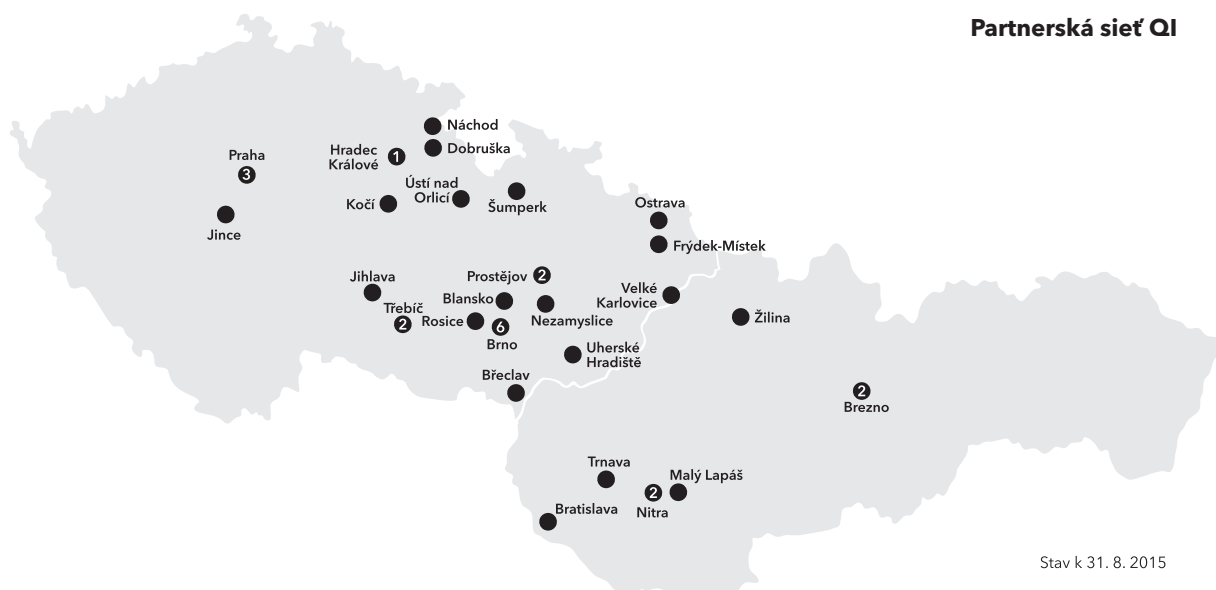 Partnerská sieť QI
Náchod
Dobruška
Hradec
Králové
1
Praha
3
Ústí nad
Orlicí
Kočí
Šumperk
Jince
Ostrava
Frýdek-Místek
Jihlava
Prostějov
2
Velké
Karlovice
Blansko
Třebíč
2
Rosice
6
Nezamyslice
Žilina
Brno
Uherské
Hradiště
Břeclav
2
Brezno
Trnava
Malý Lapáš
2
Nitra
Bratislava
Stav k 31. 8. 2015